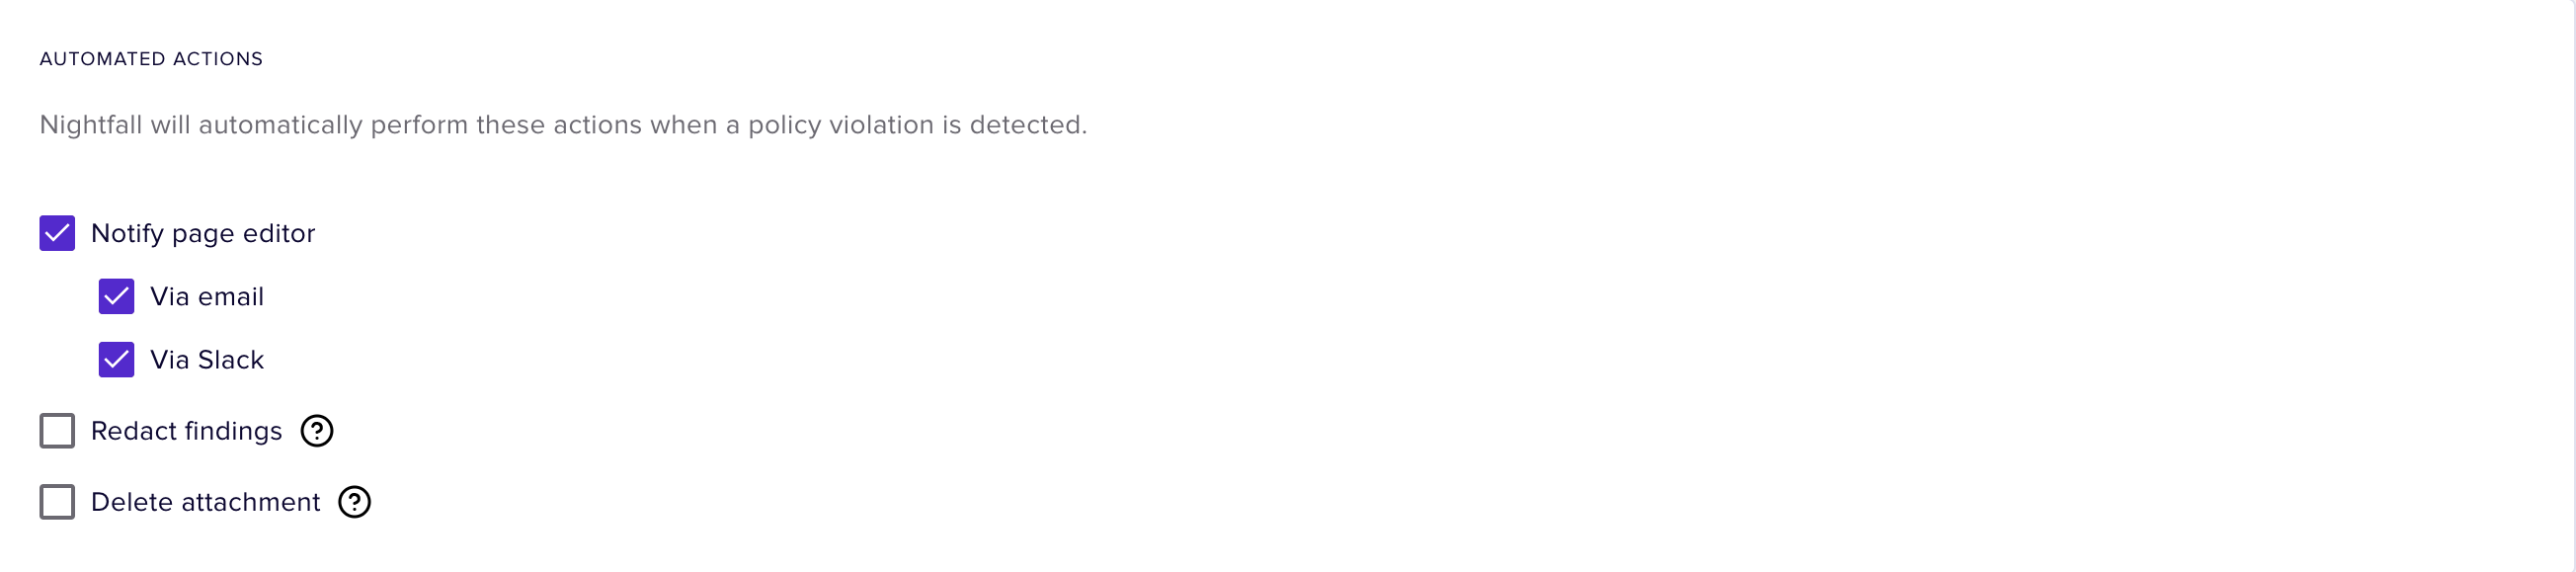 AUTOMATED ACTIONS
Nightfall will automatically perform these actions when a policy violation is detected.
Notify page editor
Via email
Via Slack
Redact findings ?
Delete attachment ?